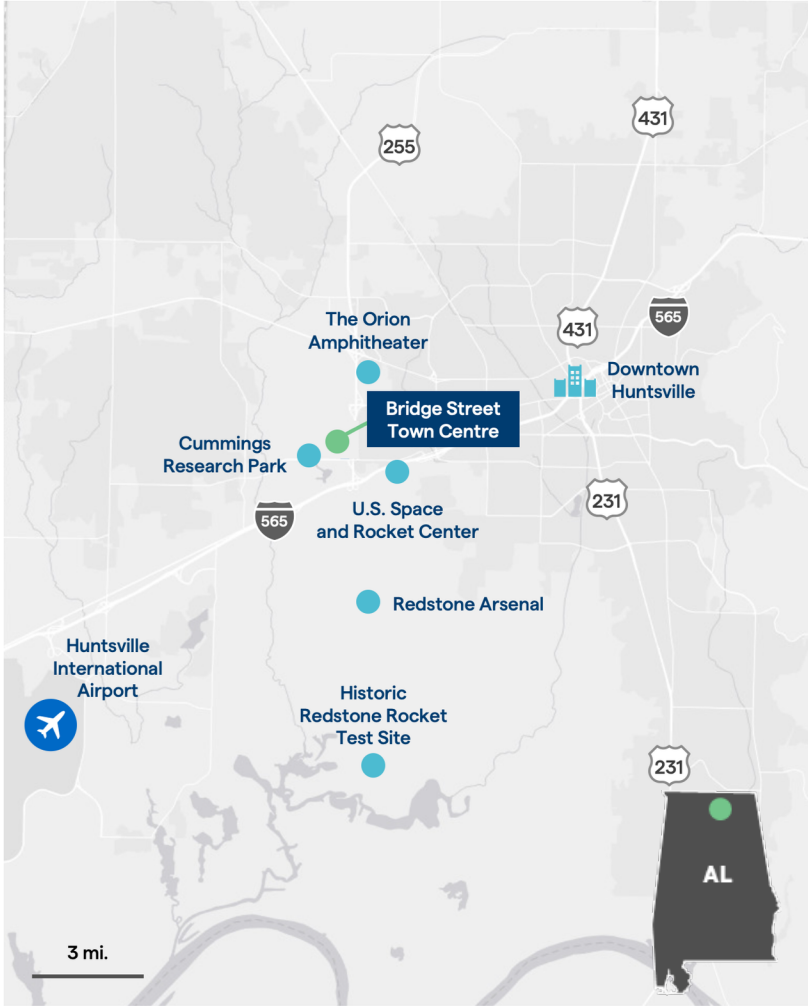 431
255
565
The Orion
Amphitheater
431
Downtown
Huntsville
Bridge Street
Town Centre
Cummings
Research Park
U.S. Space
and Rocket Center
231
565
Redstone Arsenal
Huntsville
International
Airport
Historic
Redstone Rocket
Test Site
231
AL
3 mi.